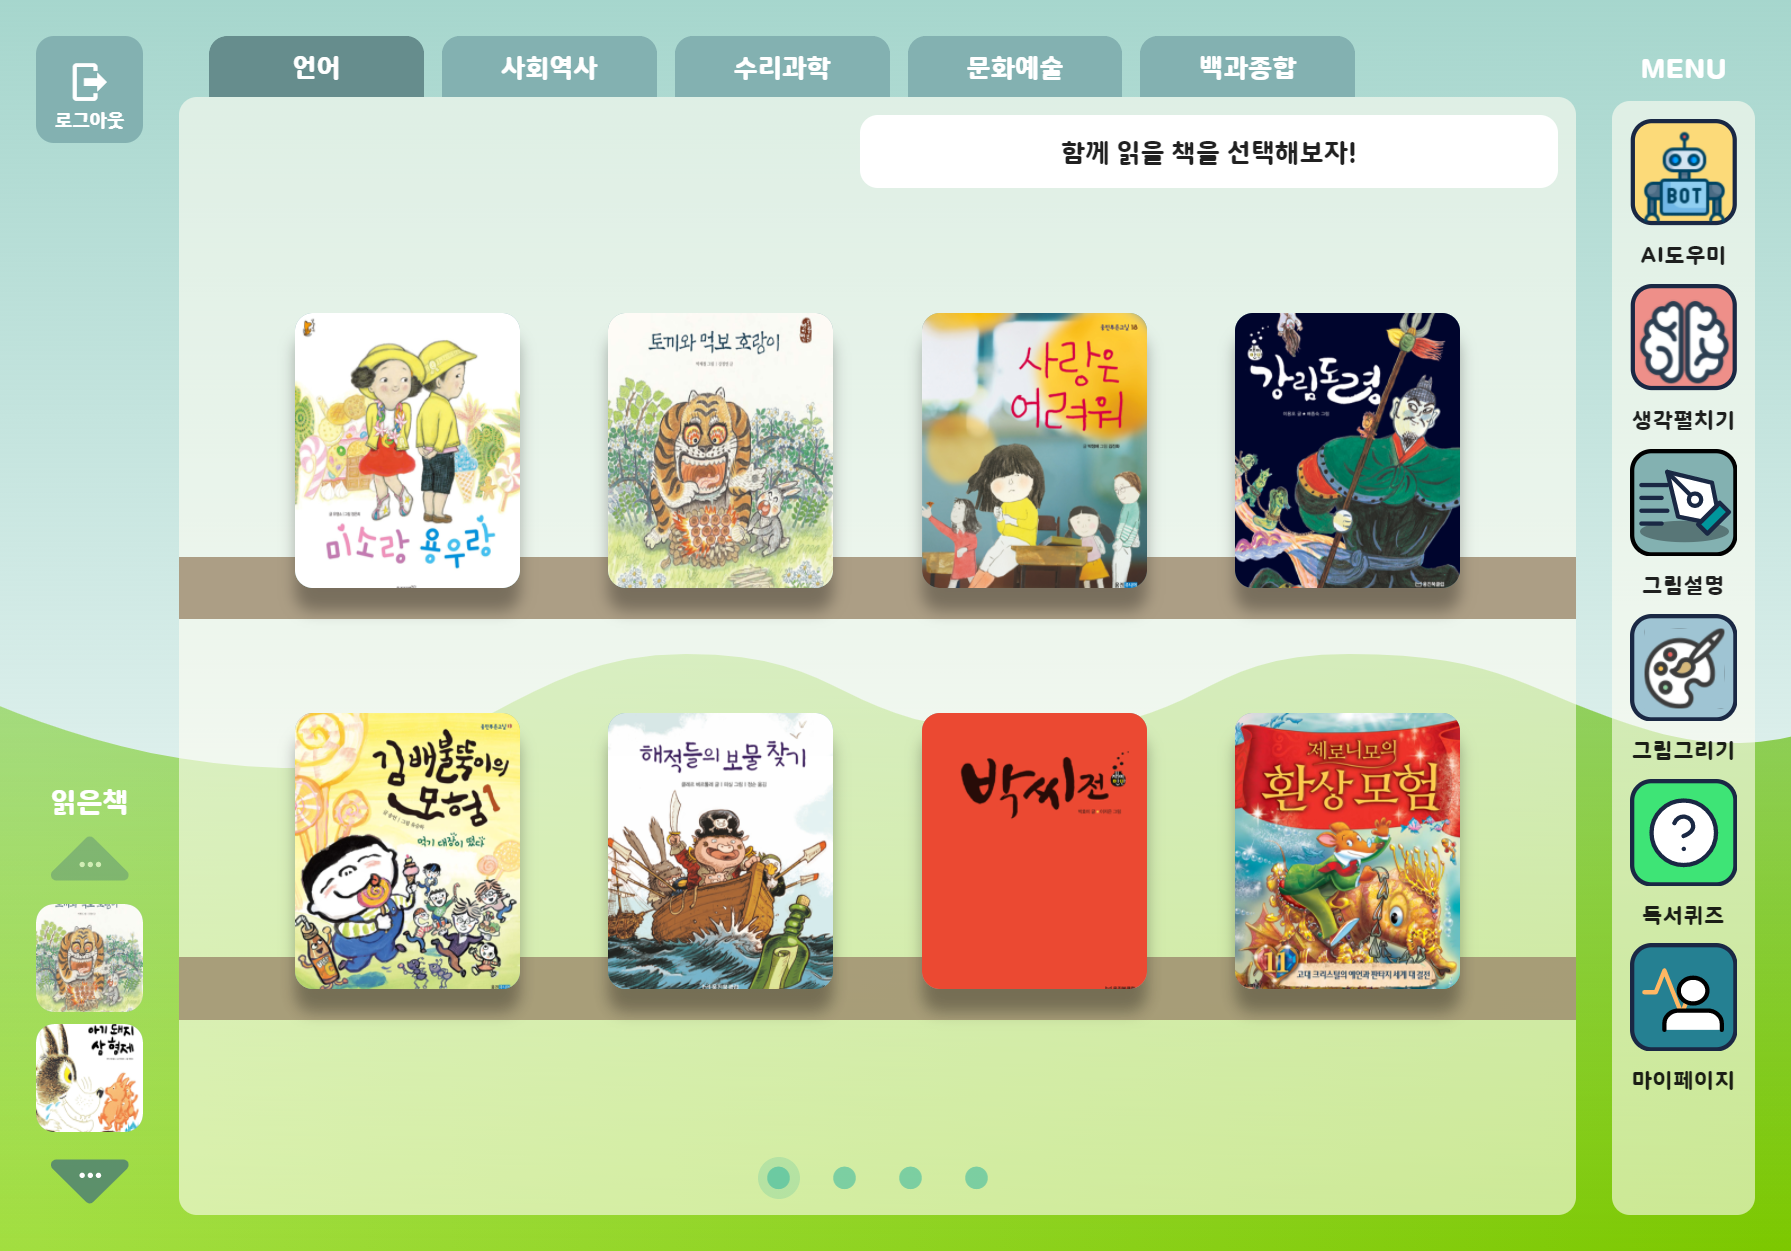 로그아웃
언어
사회역사
수리과학
문화예술
백과종합
MENU
함께 읽을 책을 선택해보자!
BOT
AI도우미
생각펼치기
그림설명
그림그리기
독서퀴즈
마이페이지
미소랑 용우랑
토끼와 먹보 호랑이
사랑은
어려워
강림도령
김배불뚝이의
모험1
먹기 대장이 떴다
해적들의 보물 찾기
박씨전
제로니모의
환상 모험
11
고대 크리스털의 예언과 판타지 세계 대 결전
읽은책
아기 돼지
삼 형제